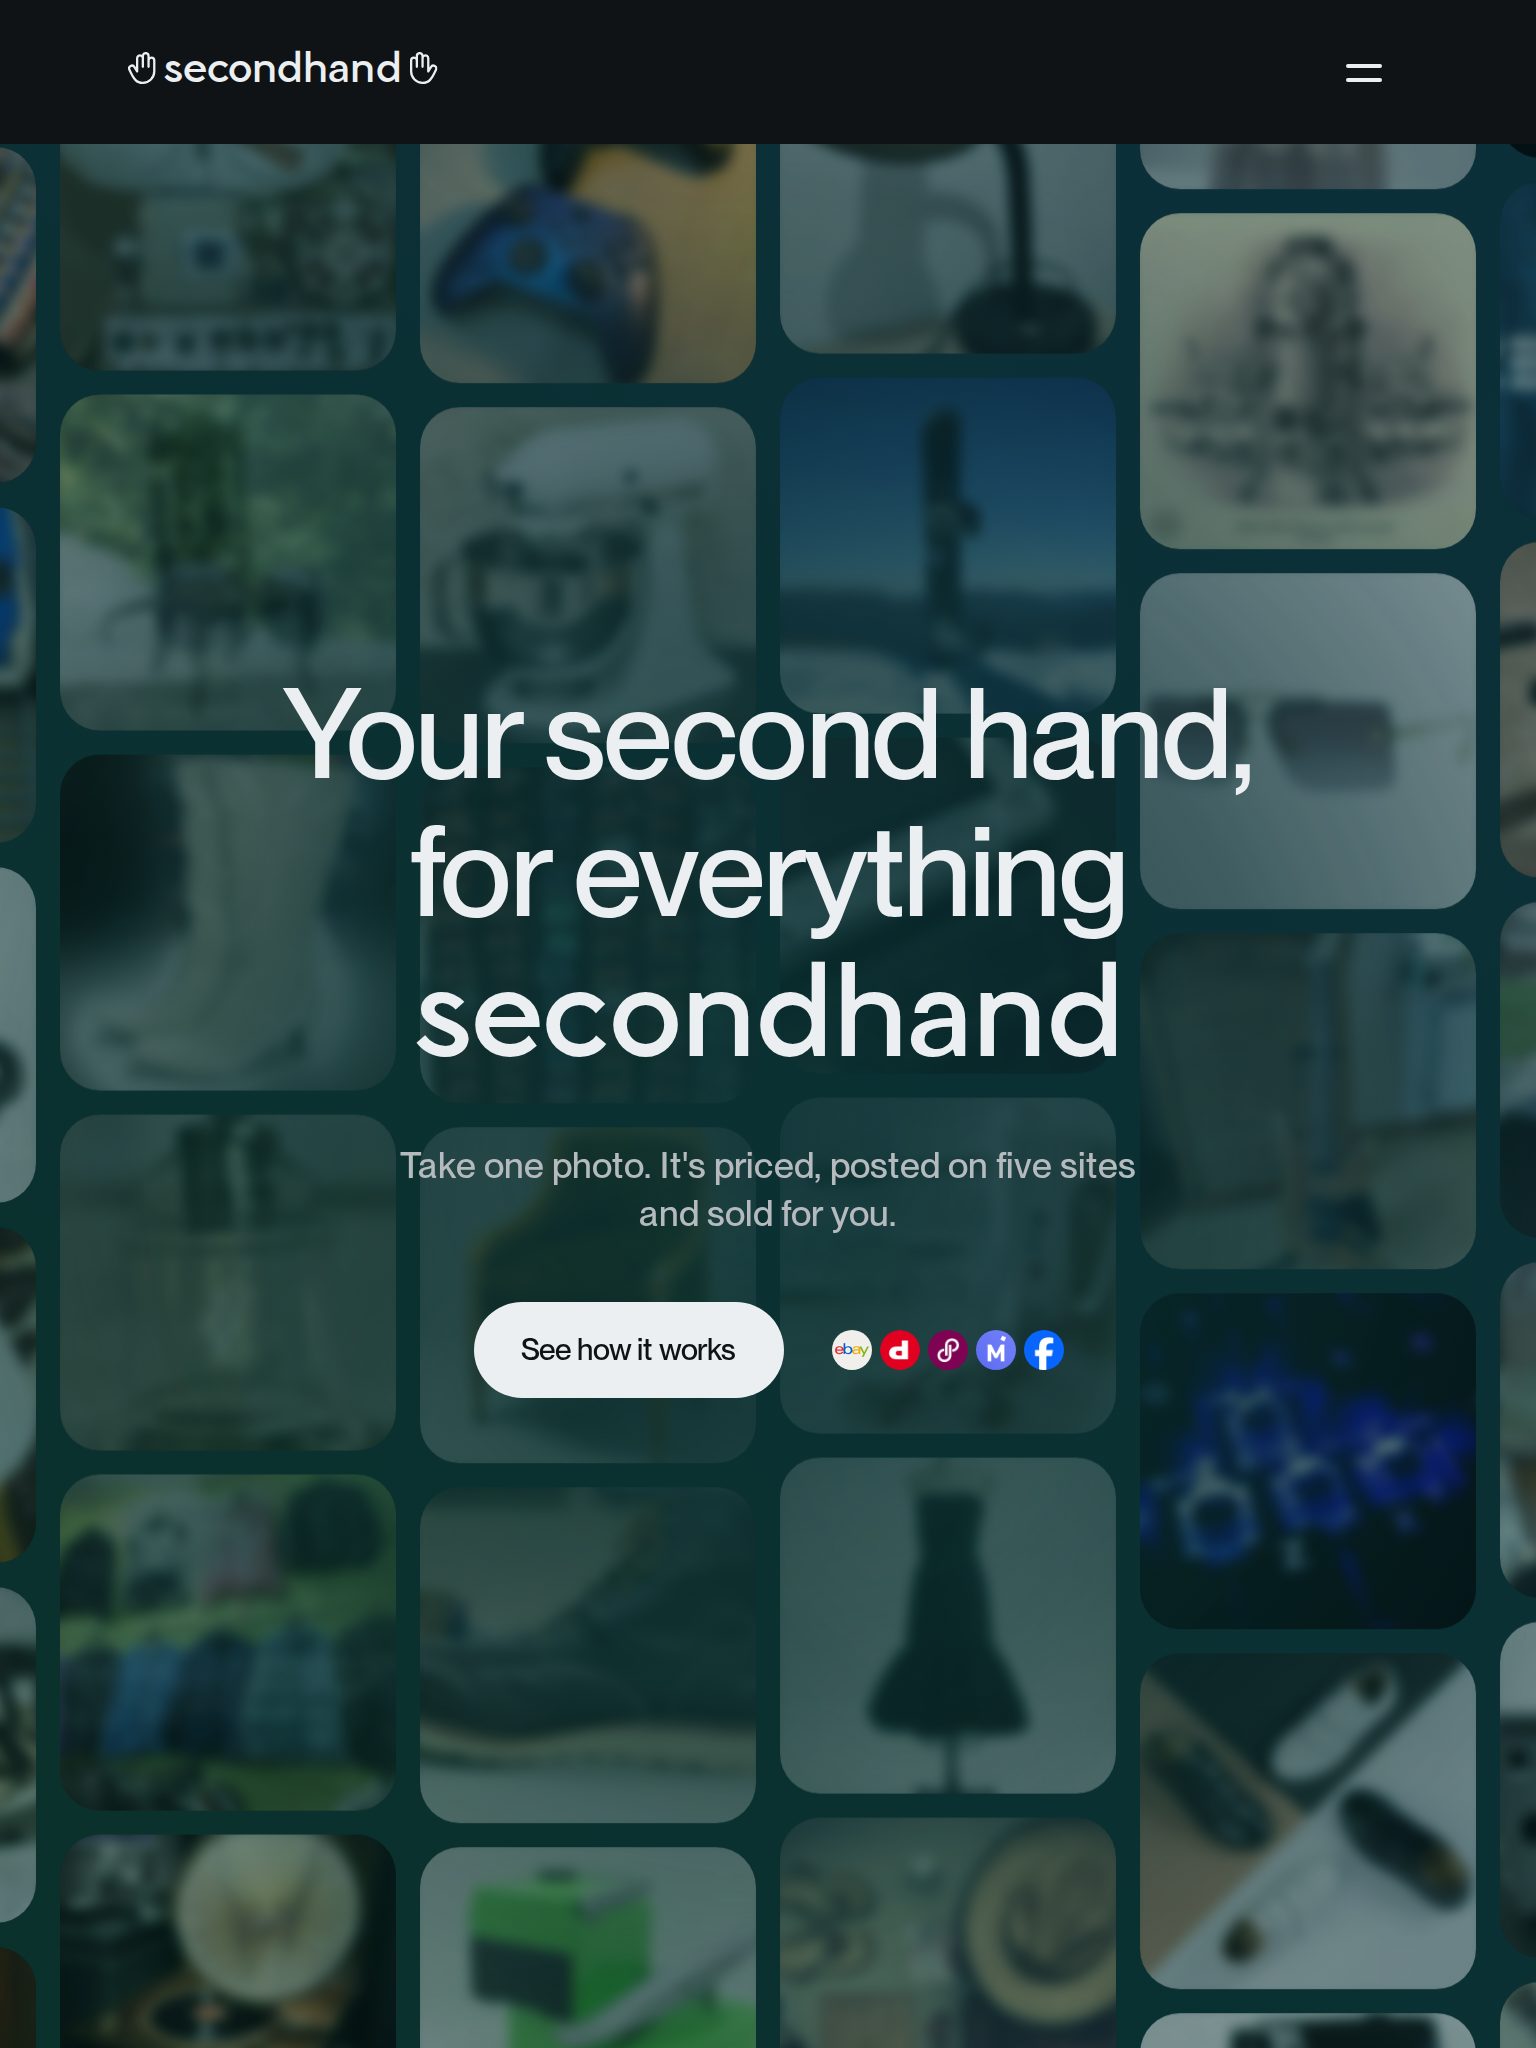 secondhand
Your second hand,
for everything
secondhand
Take one photo. It's priced, posted on five sites
and sold for you.
See how it works
ebay